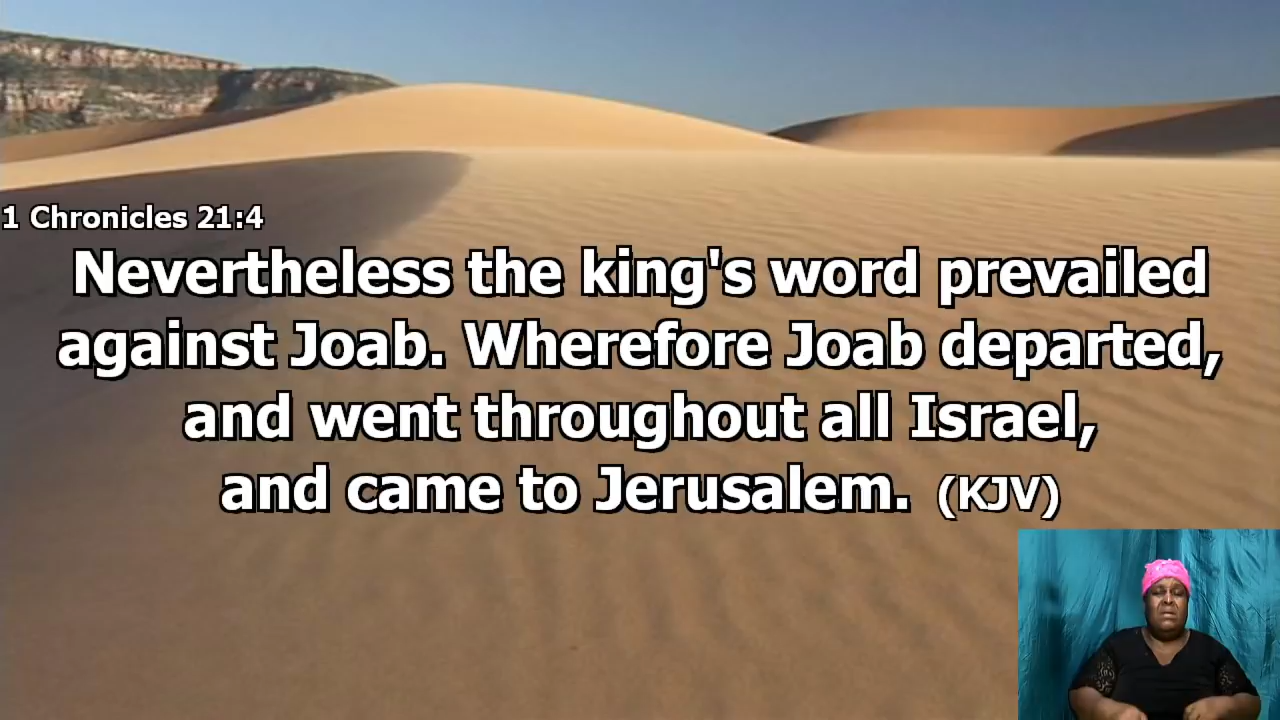 1 Chronicles 21:4
Nevertheless the king's word prevailed
against Joab. Wherefore Joab departed,
and went throughout all Israel,
and came to Jerusalem. (KJV)